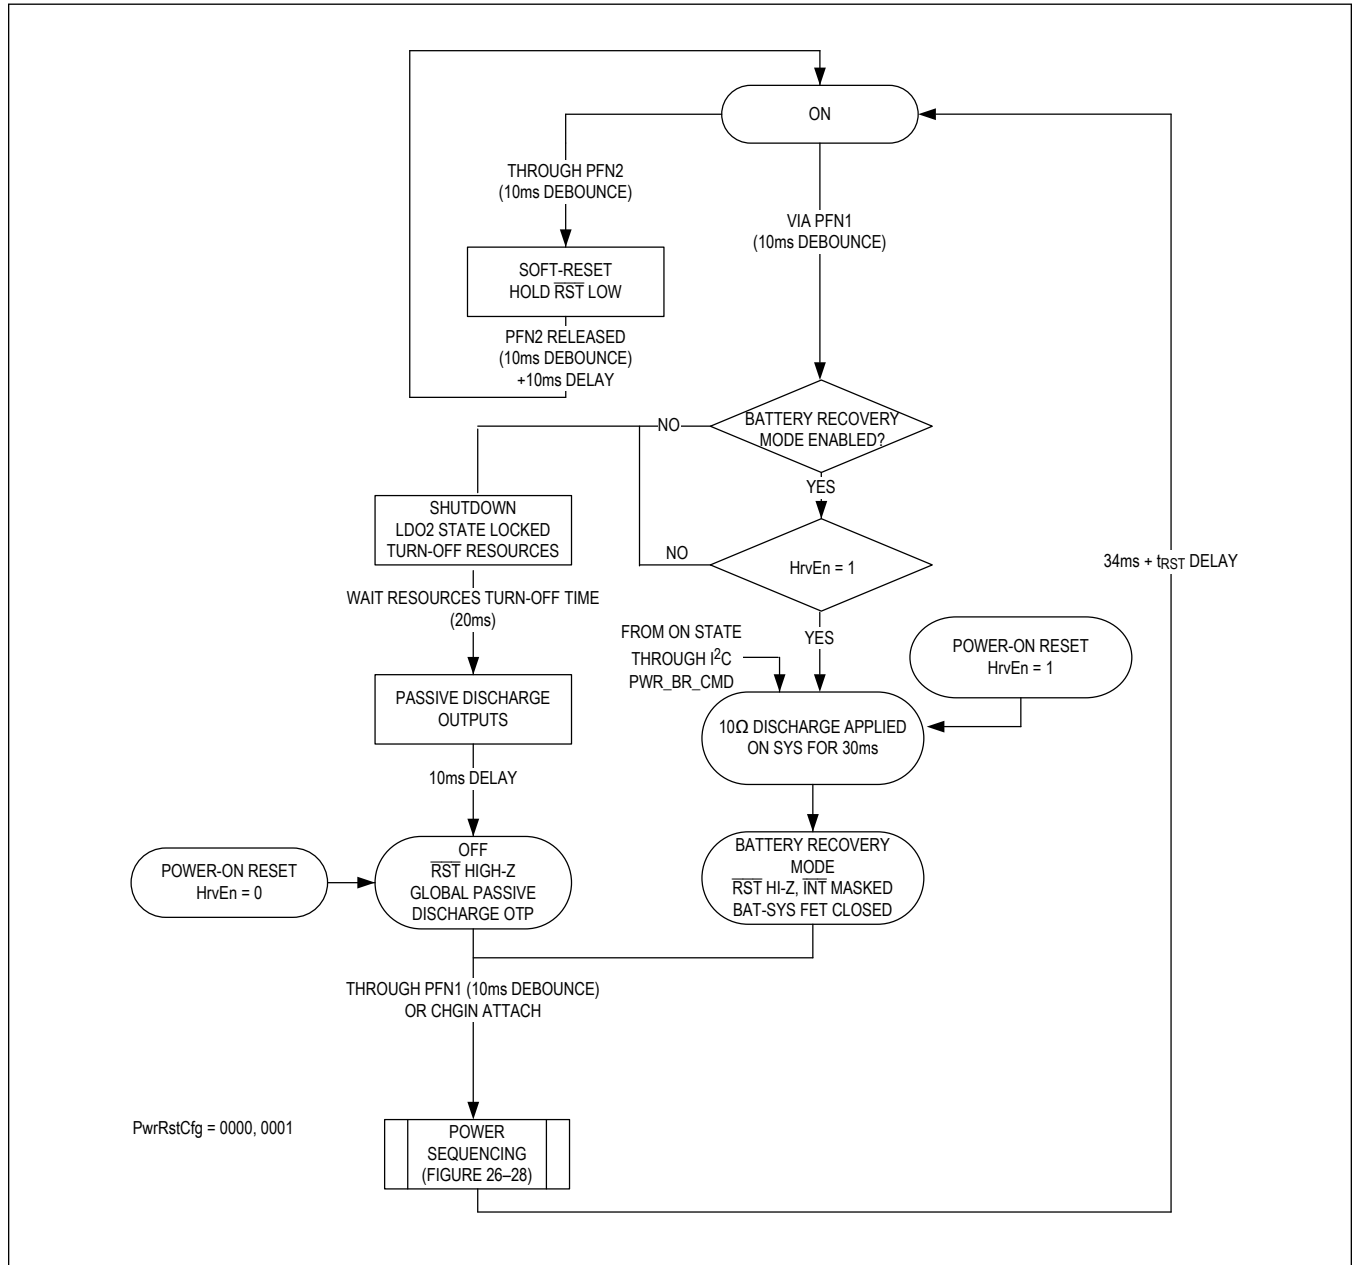 ON
THROUGH PFN2
(10ms DEBOUNCE)
VIA PFN1
(10ms DEBOUNCE)
SOFT-RESET
HOLD R̅S̅T̅ LOW
PFN2 RELEASED
(10ms DEBOUNCE)
+10ms DELAY
BATTERY RECOVERY
MODE ENABLED?
NO
YES
SHUTDOWN
LDO2 STATE LOCKED
TURN-OFF RESOURCES
NO
HrvEn = 1
34ms + tRST DELAY
WAIT RESOURCES TURN-OFF TIME
(20ms)
YES
FROM ON STATE
THROUGH I²C
PWR_BR_CMD
POWER-ON RESET
HrvEn = 1
PASSIVE DISCHARGE
OUTPUTS
10Ω DISCHARGE APPLIED
ON SYS FOR 30ms
10ms DELAY
POWER-ON RESET
HrvEn = 0
OFF
R̅S̅T̅ HIGH-Z
GLOBAL PASSIVE
DISCHARGE OTP
BATTERY RECOVERY
MODE
R̅S̅T̅ HI-Z, I̅N̅T̅ MASKED
BAT-SYS FET CLOSED
THROUGH PFN1 (10ms DEBOUNCE)
OR CHGIN ATTACH
PwrRstCfg = 0000, 0001
POWER
SEQUENCING
(FIGURE 26–28)